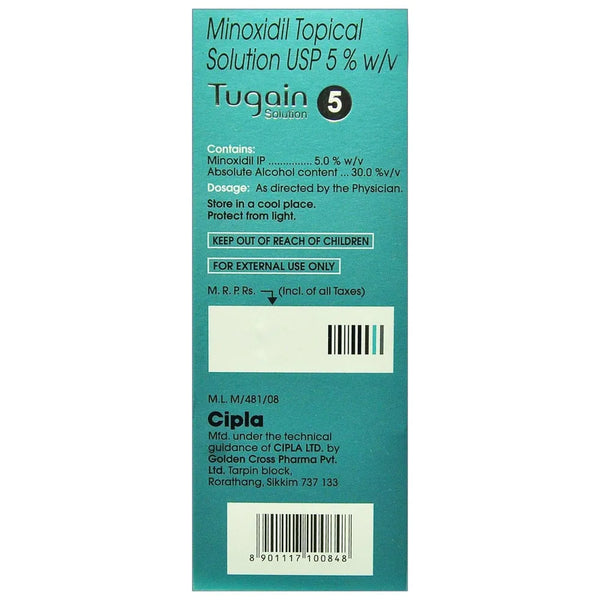 Minoxidil Topical
Solution USP 5 % w/v
Tugain 5
Solution
Contains:
Minoxidil IP ............... 5.0 % w/v
Absolute Alcohol content ... 30.0 %v/v
Dosage: As directed by the Physician.
Store in a cool place.
Protect from light.
KEEP OUT OF REACH OF CHILDREN
FOR EXTERNAL USE ONLY
M. R. P. Rs. (Incl. of all Taxes)
M.L. M/481/08
Cipla
Mfd. under the technical
guidance of CIPLA LTD. by
Golden Cross Pharma Pvt.
Ltd. Tarpin block,
Rorathang, Sikkim 737 133
8 901117 100848